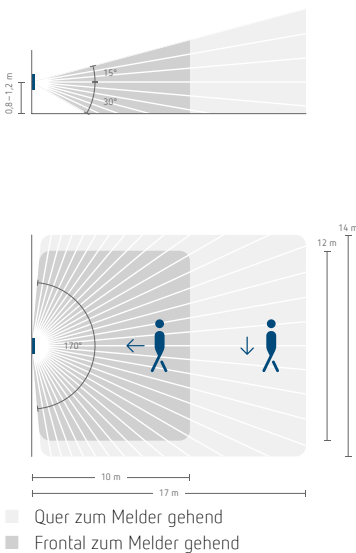 15°
30°
0,8–1,2 m
14 m
12 m
170°
10 m
17 m
Quer zum Melder gehend
Frontal zum Melder gehend